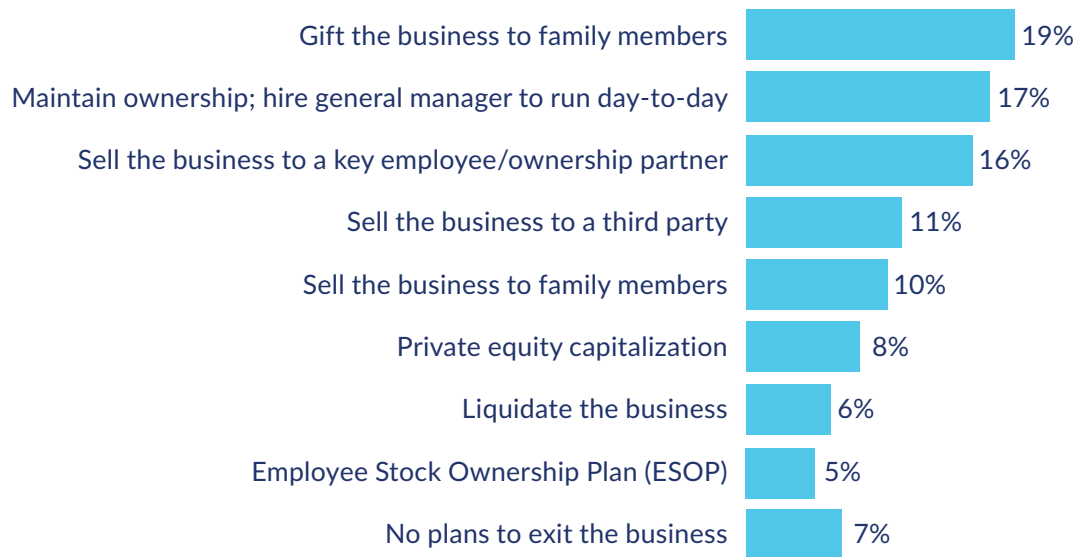 Gift the business to family members 19%
Maintain ownership; hire general manager to run day-to-day 17%
Sell the business to a key employee/ownership partner 16%
Sell the business to a third party 11%
Sell the business to family members 10%
Private equity capitalization 8%
Liquidate the business 6%
Employee Stock Ownership Plan (ESOP) 5%
No plans to exit the business 7%